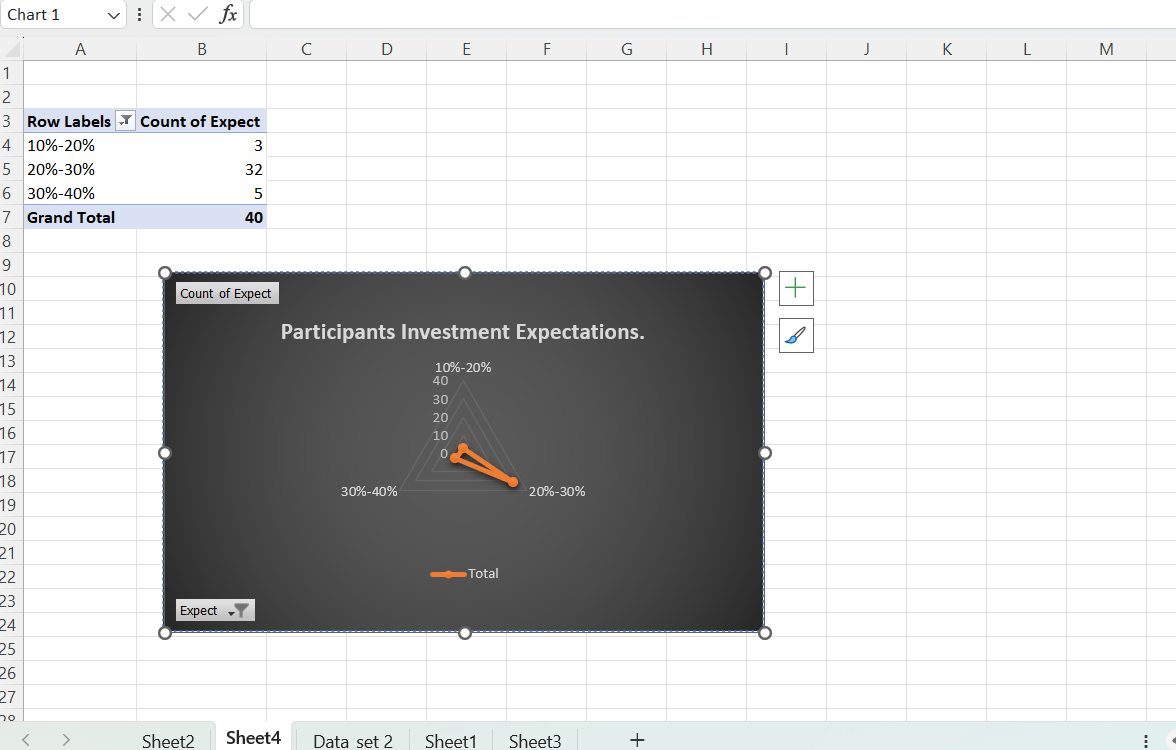 Chart 1 fx
A B C D E F G H I J K L M
1
2
3 Row Labels Count of Expect
4 10%-20% 3
5 20%-30% 32
6 30%-40% 5
7 Grand Total 40
8
9
10
11
12
13
14
15
16
17
18
19
20
21
22
23
24
25
26
27
28
Count of Expect
Participants Investment Expectations.
10%-20%
40
30
20
10
0
30%-40% 20%-30%
Total
Expect
Sheet2 Sheet4 Data set 2 Sheet1 Sheet3